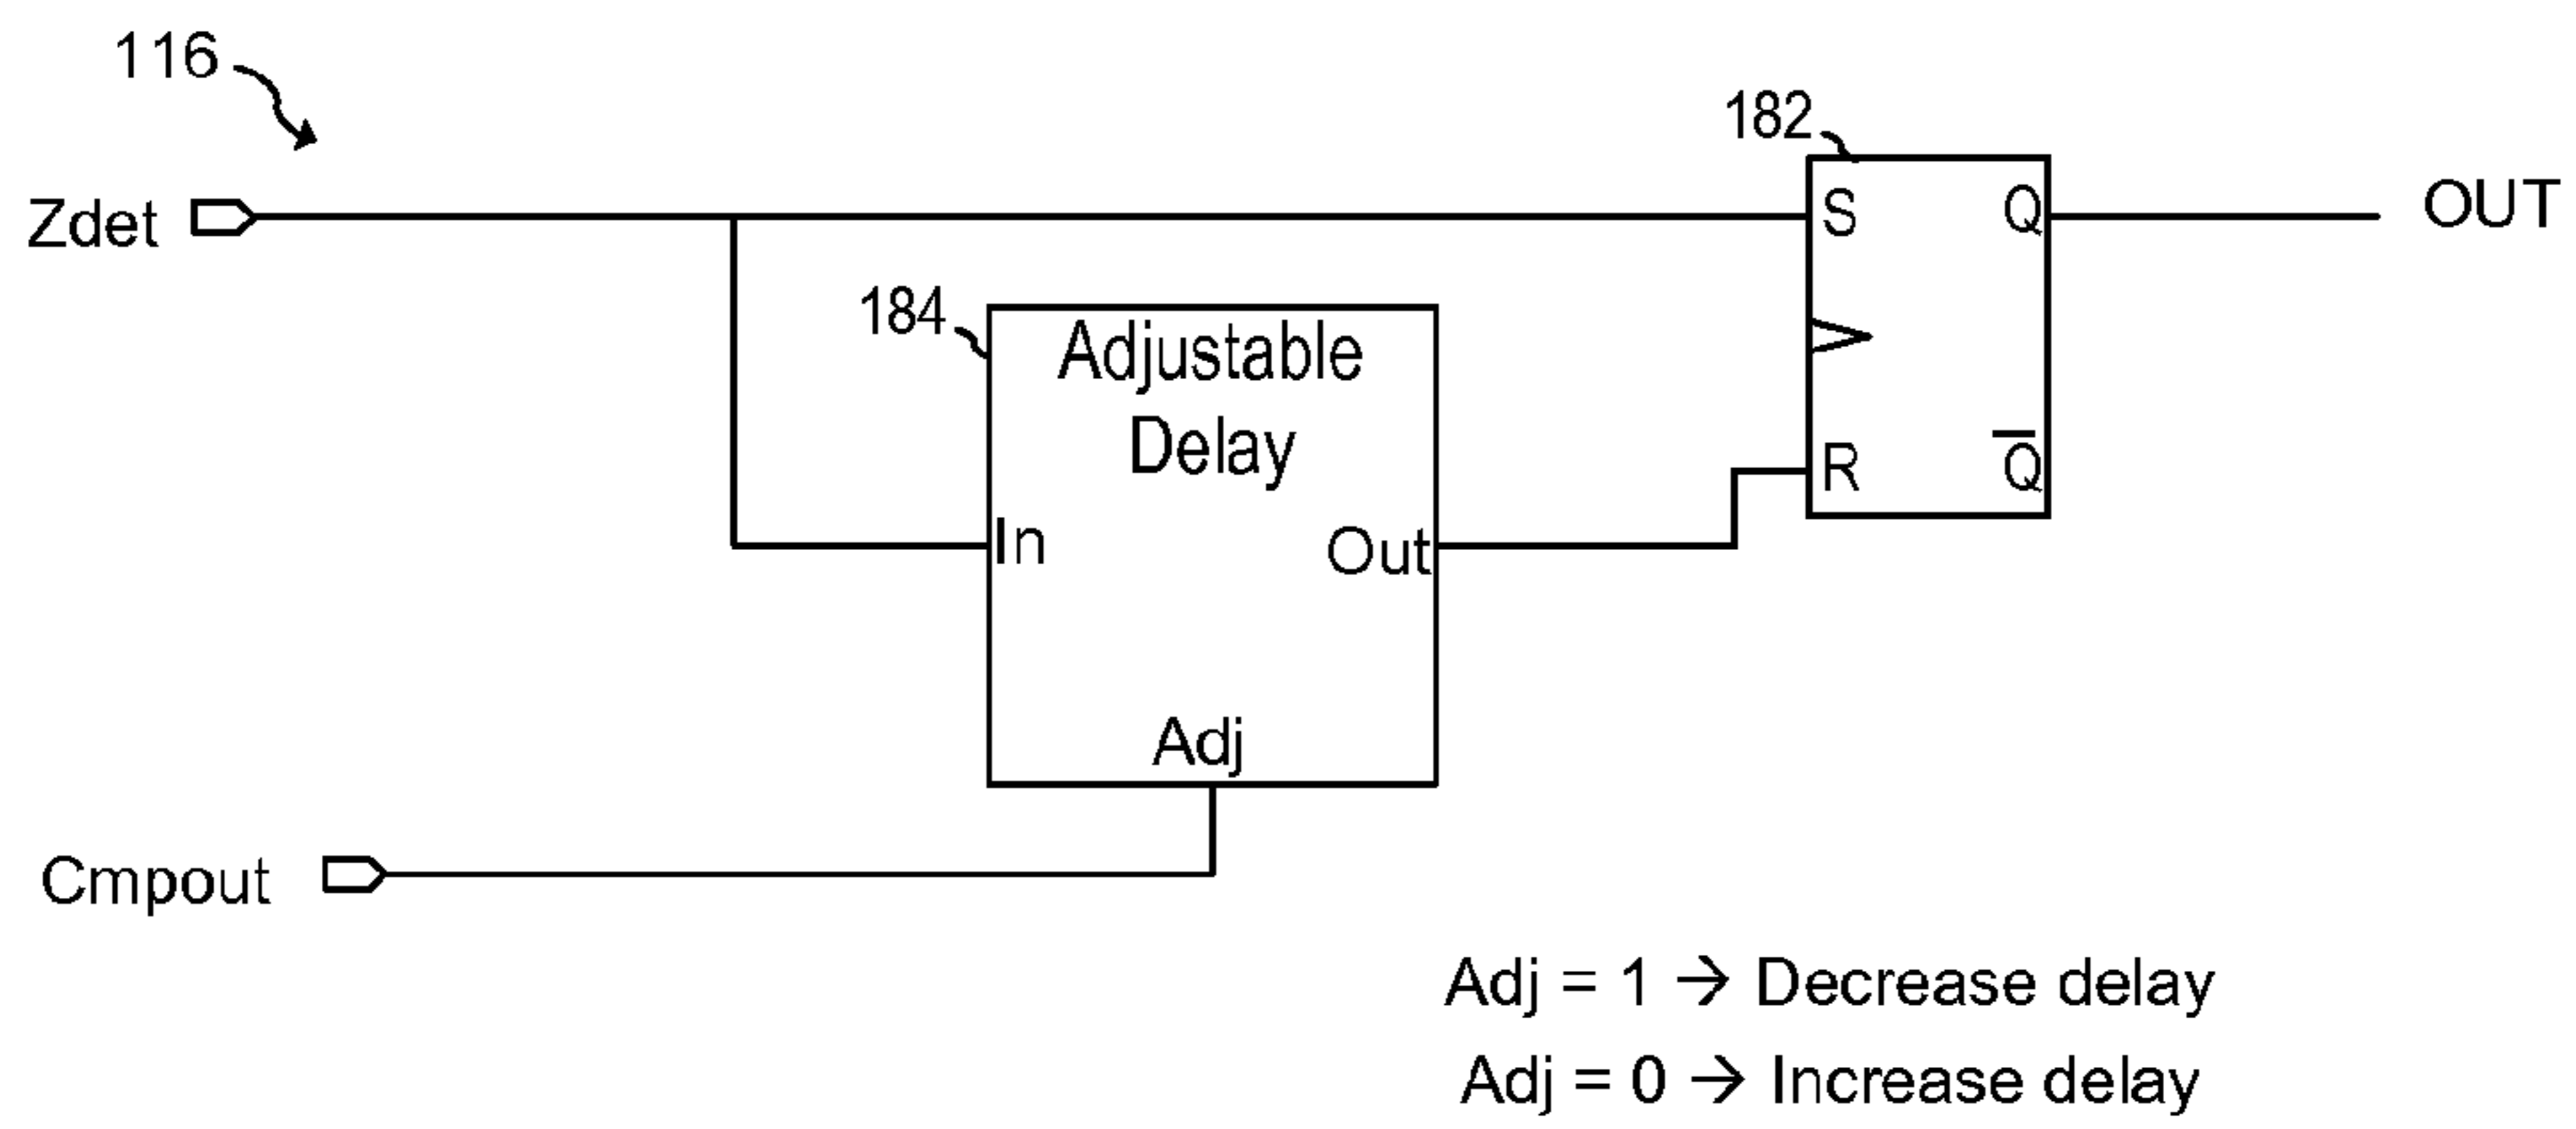 116
182
Zdet
S
Q
OUT
184
Adjustable
Delay
R
Q̅
In
Out
Adj
Cmpout
Adj = 1 → Decrease delay
Adj = 0 → Increase delay